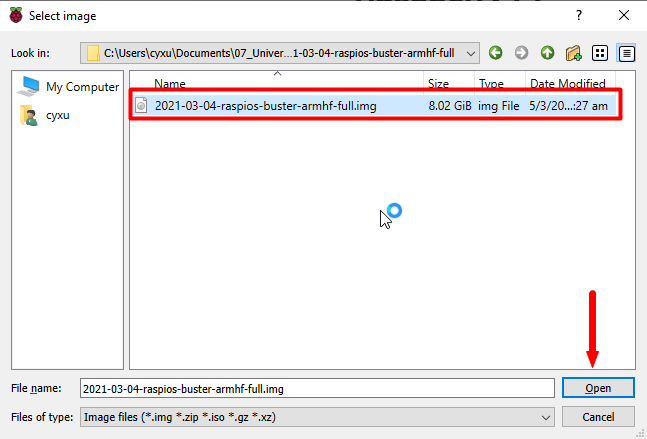 Select image
Look in: C:\Users\cyxu\Documents\07_Univer...1-03-04-raspios-buster-armhf-full
My Computer
cyxu
Name Size Type Date Modified
2021-03-04-raspios-buster-armhf-full.img 8.02 GiB img File 5/3/20...:27 am
File name: 2021-03-04-raspios-buster-armhf-full.img Open
Files of type: Image files (*.img *.zip *.iso *.gz *.xz) Cancel